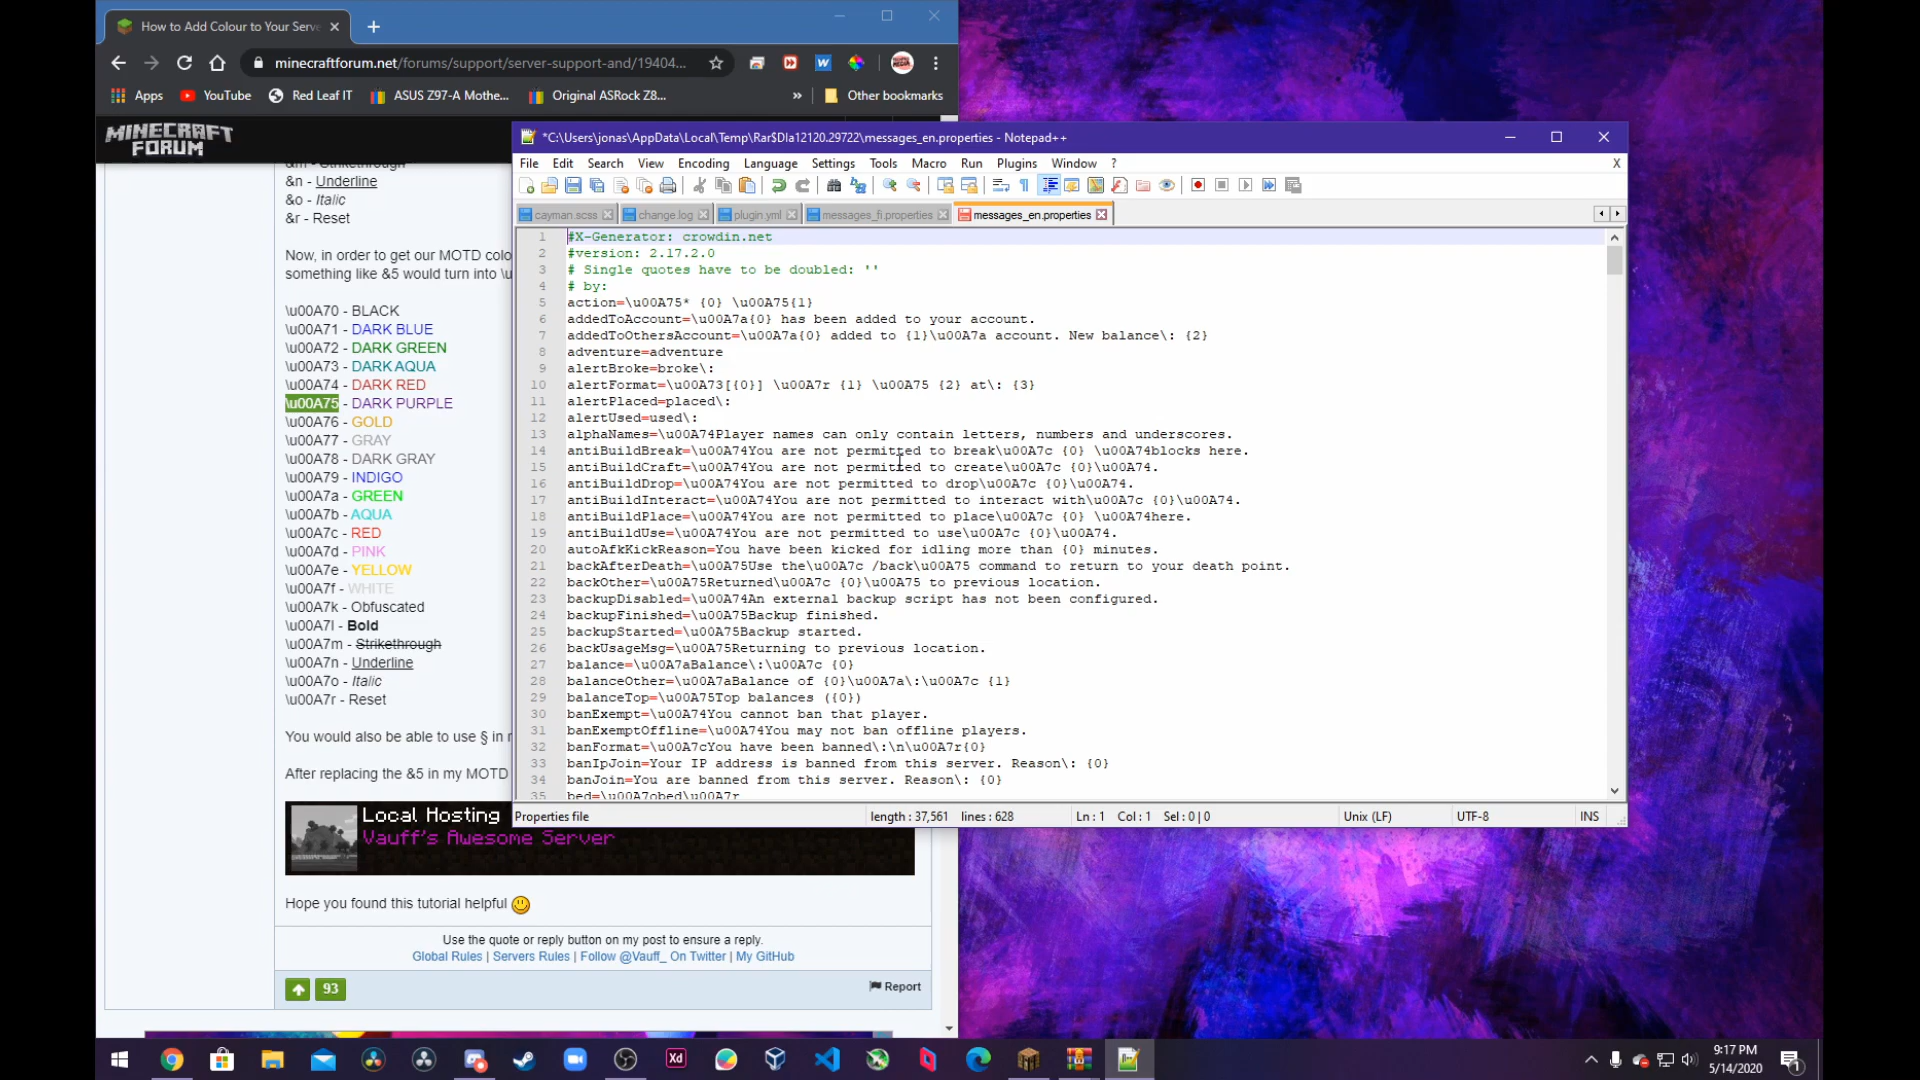 How to Add Colour to Your Serve
minecraftforum.net/forums/support/server-support-and/19404...
Apps
YouTube
Red Leaf IT
ASUS Z97-A Mothe...
Original ASRock Z8...
»
Other bookmarks
MINECRAFT
FORUM
&m - Strikethrough
&n - Underline
&o - Italic
&r - Reset
Now, in order to get our MOTD colo
something like &5 would turn into \u
\u00A70 - BLACK
\u00A71 - DARK BLUE
\u00A72 - DARK GREEN
\u00A73 - DARK AQUA
\u00A74 - DARK RED
\u00A75 - DARK PURPLE
\u00A76 - GOLD
\u00A77 - GRAY
\u00A78 - DARK GRAY
\u00A79 - INDIGO
\u00A7a - GREEN
\u00A7b - AQUA
\u00A7c - RED
\u00A7d - PINK
\u00A7e - YELLOW
\u00A7f - WHITE
\u00A7k - Obfuscated
\u00A7l - Bold
\u00A7m - Strikethrough
\u00A7n - Underline
\u00A7o - Italic
\u00A7r - Reset
You would also be able to use § in
After replacing the &5 in my MOTD
Local Hosting
Vauff's Awesome Server
Hope you found this tutorial helpful
Use the quote or reply button on my post to ensure a reply.
Global Rules | Servers Rules | Follow @Vauff_ On Twitter | My GitHub
93
Report
*C:\Users\jonas\AppData\Local\Temp\Rar$DIa12120.29722\messages_en.properties - Notepad++
File Edit Search View Encoding Language Settings Tools Macro Run Plugins Window ? X
cayman.scss
change.log
plugin.yml
messages_fi.properties
messages_en.properties
1 #X-Generator: crowdin.net
2 #version: 2.17.2.0
3 # Single quotes have to be doubled: ''
4 # by:
5 action=\u00A75* {0} \u00A75{1}
6 addedToAccount=\u00A7a{0} has been added to your account.
7 addedToOthersAccount=\u00A7a{0} added to {1}\u00A7a account. New balance\: {2}
8 adventure=adventure
9 alertBroke=broke\:
10 alertFormat=\u00A73[{0}] \u00A7r {1} \u00A75 {2} at\: {3}
11 alertPlaced=placed\:
12 alertUsed=used\:
13 alphaNames=\u00A74Player names can only contain letters, numbers and underscores.
14 antiBuildBreak=\u00A74You are not permitted to break\u00A7c {0} \u00A74blocks here.
15 antiBuildCraft=\u00A74You are not permitted to create\u00A7c {0}\u00A74.
16 antiBuildDrop=\u00A74You are not permitted to drop\u00A7c {0}\u00A74.
17 antiBuildInteract=\u00A74You are not permitted to interact with\u00A7c {0}\u00A74.
18 antiBuildPlace=\u00A74You are not permitted to place\u00A7c {0} \u00A74here.
19 antiBuildUse=\u00A74You are not permitted to use\u00A7c {0}\u00A74.
20 autoAfkKickReason=You have been kicked for idling more than {0} minutes.
21 backAfterDeath=\u00A75Use the\u00A7c /back\u00A75 command to return to your death point.
22 backOther=\u00A75Returned\u00A7c {0}\u00A75 to previous location.
23 backupDisabled=\u00A74An external backup script has not been configured.
24 backupFinished=\u00A75Backup finished.
25 backupStarted=\u00A75Backup started.
26 backUsageMsg=\u00A75Returning to previous location.
27 balance=\u00A7aBalance\:\u00A7c {0}
28 balanceOther=\u00A7aBalance of {0}\u00A7a\:\u00A7c {1}
29 balanceTop=\u00A75Top balances ({0})
30 banExempt=\u00A74You cannot ban that player.
31 banExemptOffline=\u00A74You may not ban offline players.
32 banFormat=\u00A7cYou have been banned\:\n\u00A7r{0}
33 banIpJoin=Your IP address is banned from this server. Reason\: {0}
34 banJoin=You are banned from this server. Reason\: {0}
35 bed=\u00A7obed\u00A7r
Properties file
length : 37,561 lines : 628
Ln : 1 Col : 1 Sel : 0 | 0
Unix (LF)
UTF-8
INS
W
Xd
9:17 PM
5/14/2020
1